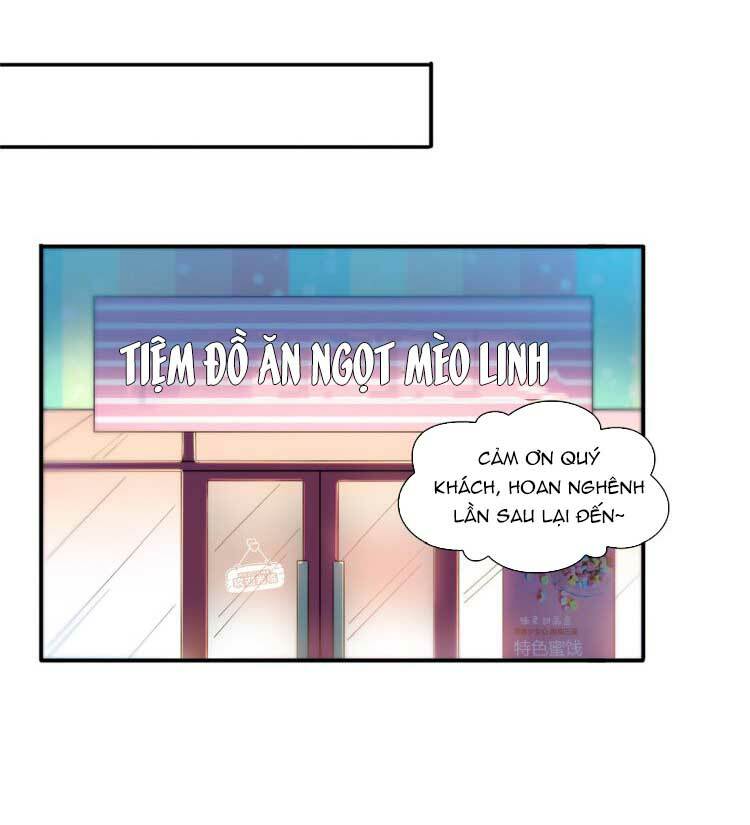 TIỆM ĐỒ ĂN NGỌT MÈO LINH
CẢM ƠN QUÝ
KHÁCH, HOAN NGHÊNH
LẦN SAU LẠI ĐẾN~
特色蜜饯